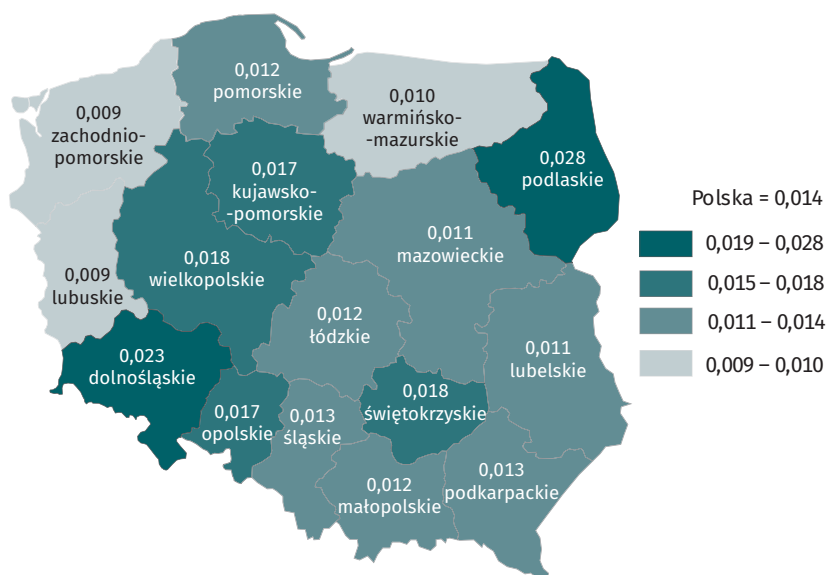 0,012
pomorskie
0,009
zachodnio-
pomorskie
0,010
warmińsko-
-mazurskie
0,028
podlaskie
0,017
kujawsko-
-pomorskie
0,018
wielkopolskie
0,011
mazowieckie
0,009
lubuskie
0,012
łódzkie
0,011
lubelskie
0,023
dolnośląskie
0,017
opolskie
0,013
śląskie
0,018
świętokrzyskie
0,012
małopolskie
0,013
podkarpackie
Polska = 0,014
0,019 – 0,028
0,015 – 0,018
0,011 – 0,014
0,009 – 0,010